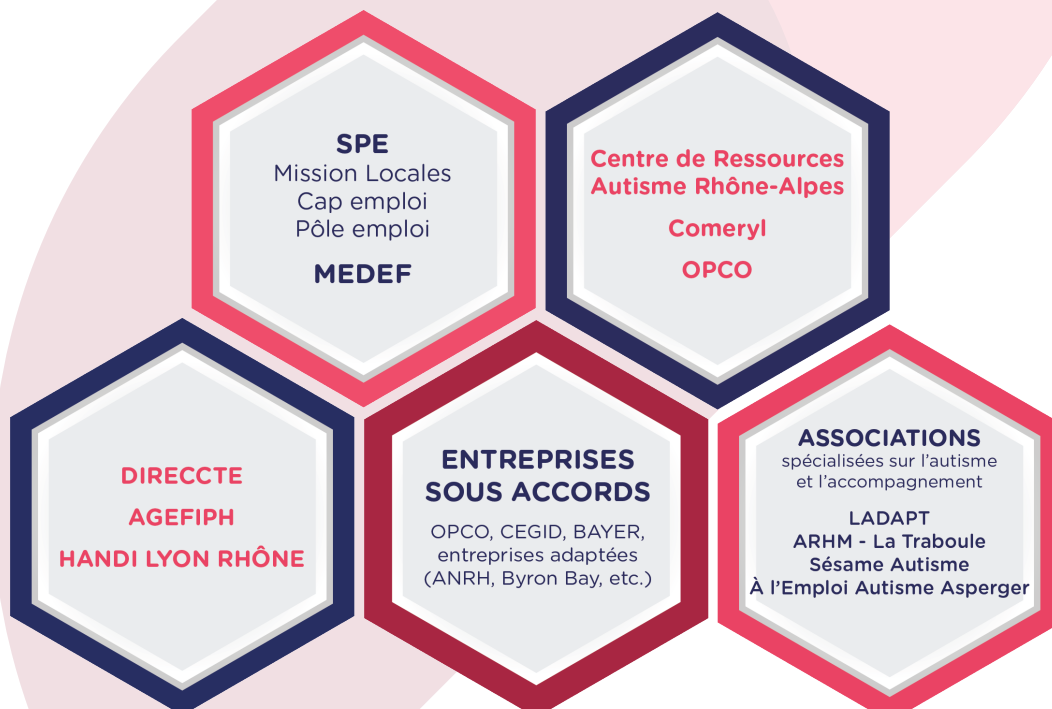 SPE
Mission Locales
Cap emploi
Pôle emploi
MEDEF
Centre de Ressources
Autisme Rhône-Alpes
Comeryl
OPCO
DIRECCTE
AGEFIPH
HANDI LYON RHÔNE
ENTREPRISES
SOUS ACCORDS
OPCO, CEGID, BAYER,
entreprises adaptées
(ANRH, Byron Bay, etc.)
ASSOCIATIONS
spécialisées sur l'autisme
et l'accompagnement
LADAPT
ARHM - La Traboule
Sésame Autisme
À l'Emploi Autisme Asperger